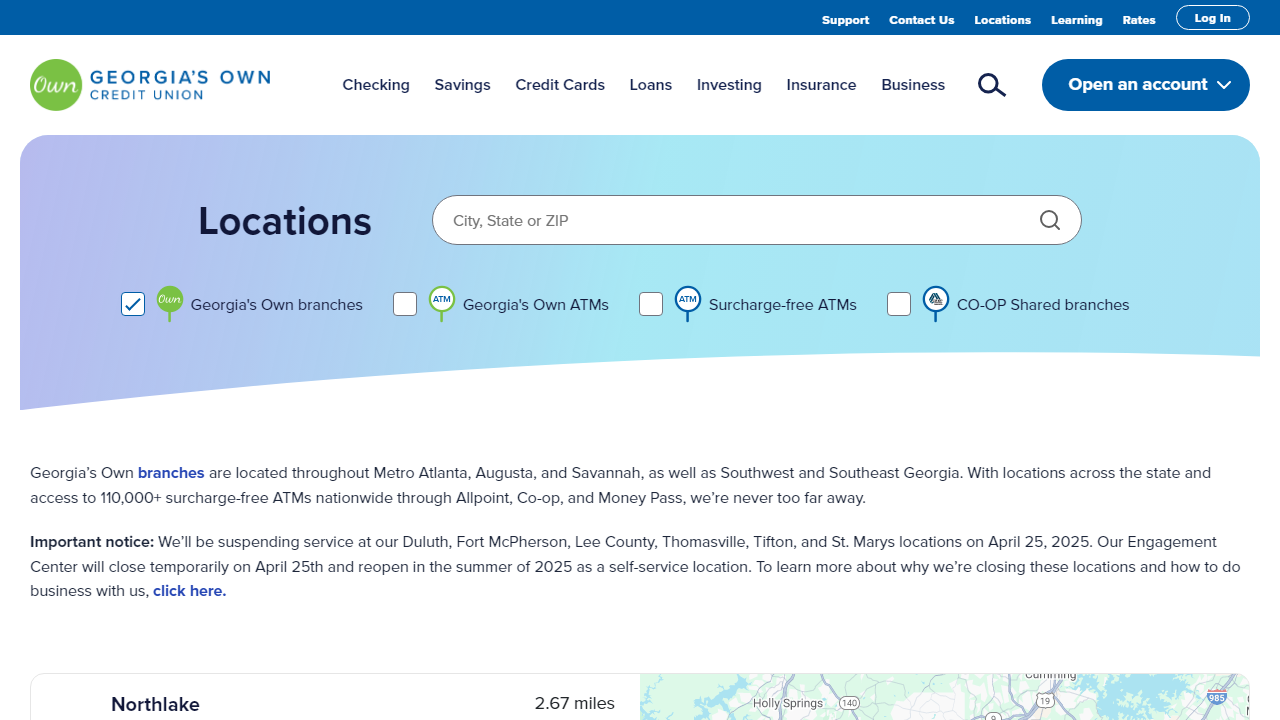 Support Contact Us Locations Learning Rates Log In
Own GEORGIA'S OWN
CREDIT UNION
Checking Savings Credit Cards Loans Investing Insurance Business Open an account
Locations
City, State or ZIP
Own Georgia's Own branches ATM Georgia's Own ATMs ATM Surcharge-free ATMs CO-OP Shared branches
Georgia’s Own branches are located throughout Metro Atlanta, Augusta, and Savannah, as well as Southwest and Southeast Georgia. With locations across the state and
access to 110,000+ surcharge-free ATMs nationwide through Allpoint, Co-op, and Money Pass, we’re never too far away.
Important notice: We’ll be suspending service at our Duluth, Fort McPherson, Lee County, Thomasville, Tifton, and St. Marys locations on April 25, 2025. Our Engagement
Center will close temporarily on April 25th and reopen in the summer of 2025 as a self-service location. To learn more about why we’re closing these locations and how to do
business with us, click here.
Northlake 2.67 miles
Cumming
Holly Springs 140 19 985
9